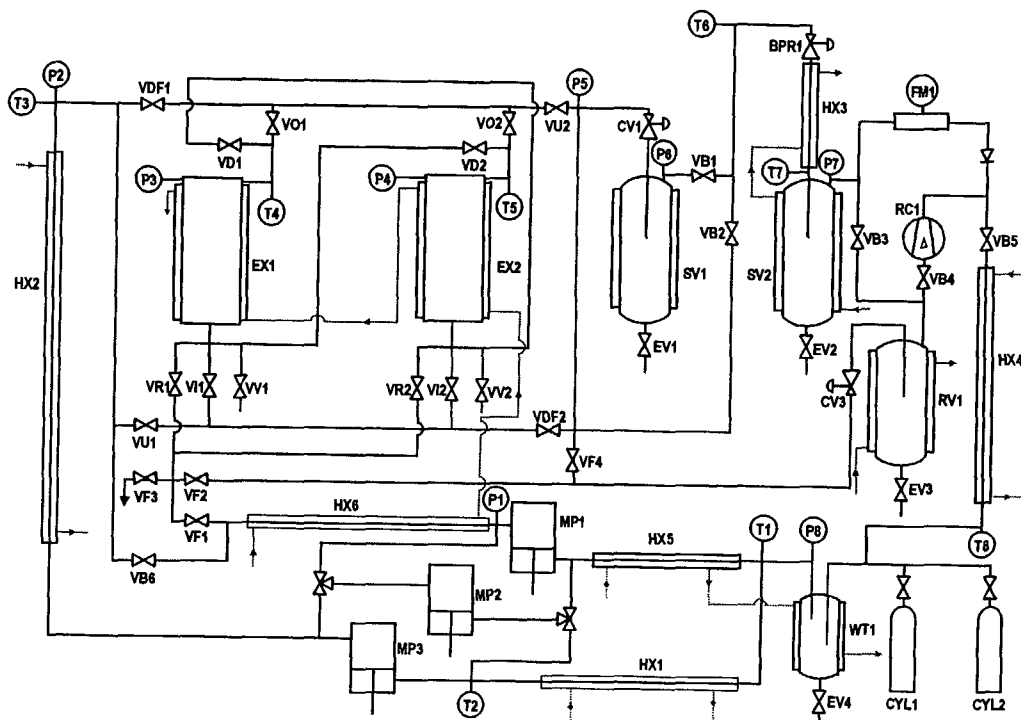 T6
BPR1
P2
T3
VDF1
P5
HX3
FM1
VO1
VO2
VU2
CV1
P6
VB1
P7
T7
VD1
VD2
P3
P4
T4
T5
RC1
VB3
VB5
VB2
VB4
EX1
EX2
SV1
SV2
HX2
EV1
EV2
HX4
VR1
VI1
VV1
VR2
VI2
VV2
CV3
RV1
VU1
VDF2
VF4
VF3
VF2
EV3
P1
HX6
MP1
T1
P8
VF1
HX5
T8
VB6
MP2
WT1
MP3
HX1
T2
EV4
CYL1
CYL2